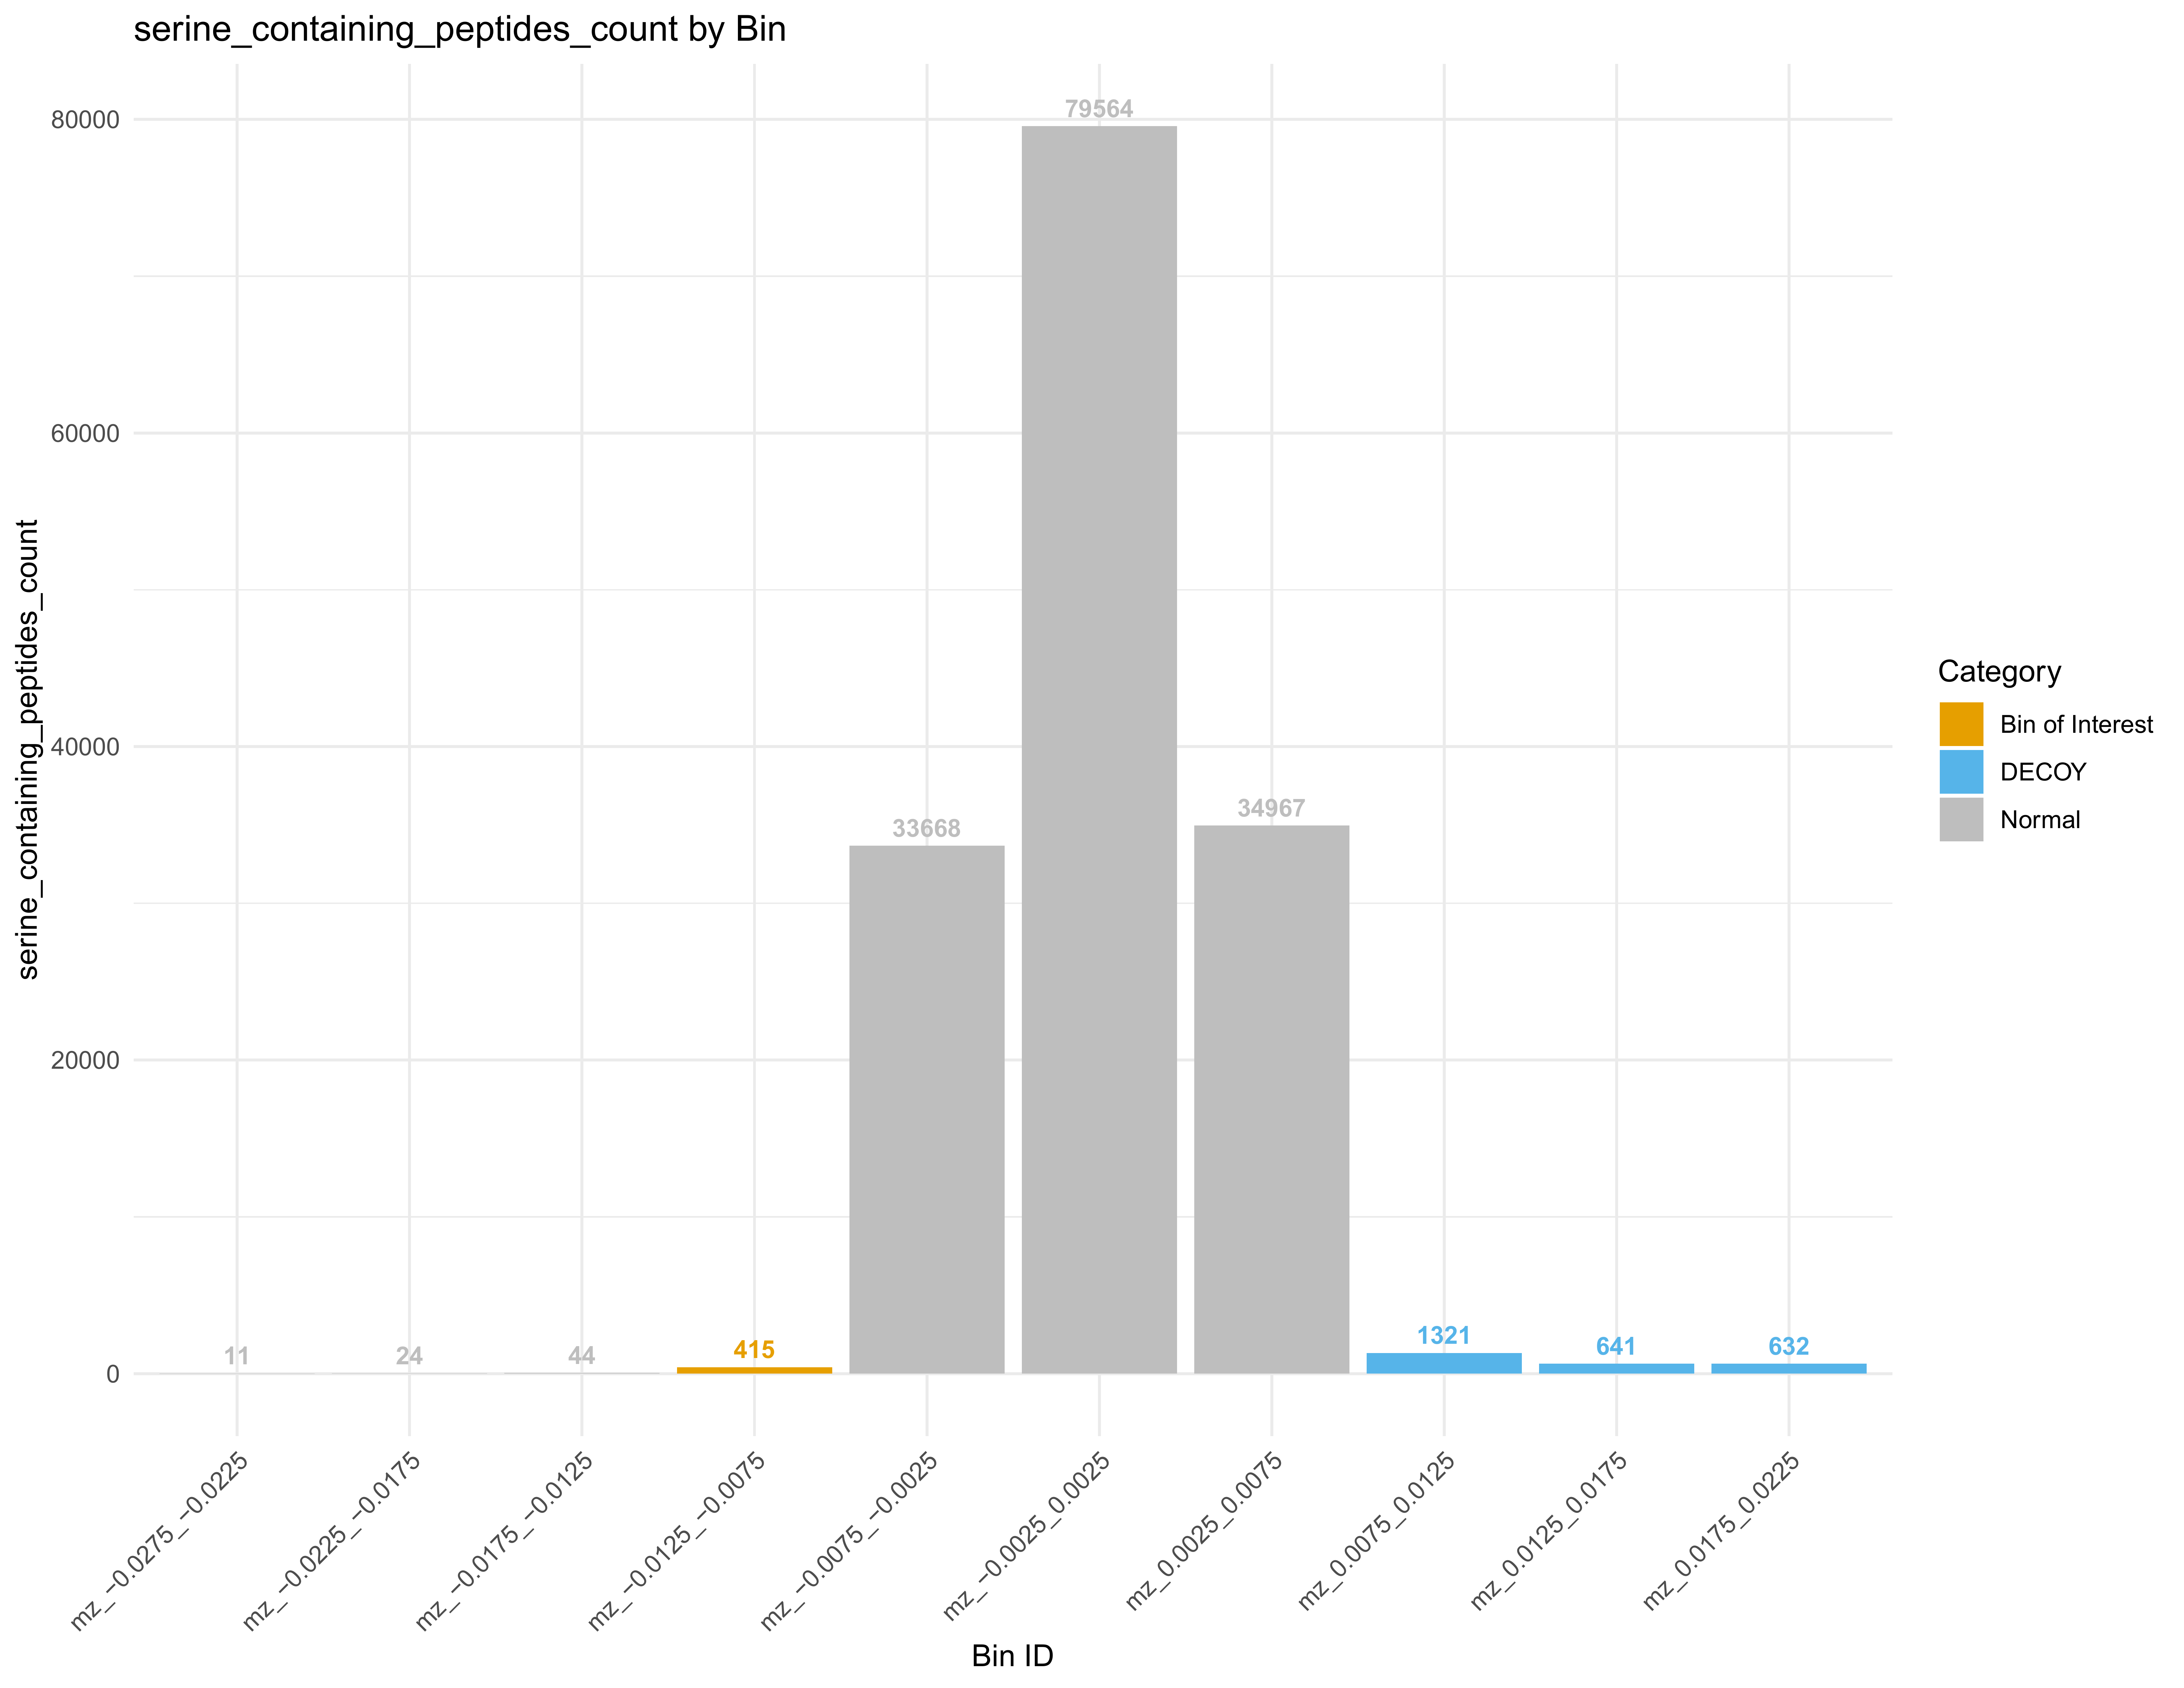 serine_containing_peptides_count by Bin
serine_containing_peptides_count
80000
60000
40000
20000
0
11
24
44
415
33668
79564
34967
1321
641
632
mz_−0.0275_−0.0225
mz_−0.0225_−0.0175
mz_−0.0175_−0.0125
mz_−0.0125_−0.0075
mz_−0.0075_−0.0025
mz_−0.0025_0.0025
mz_0.0025_0.0075
mz_0.0075_0.0125
mz_0.0125_0.0175
mz_0.0175_0.0225
Bin ID
Category
Bin of Interest
DECOY
Normal